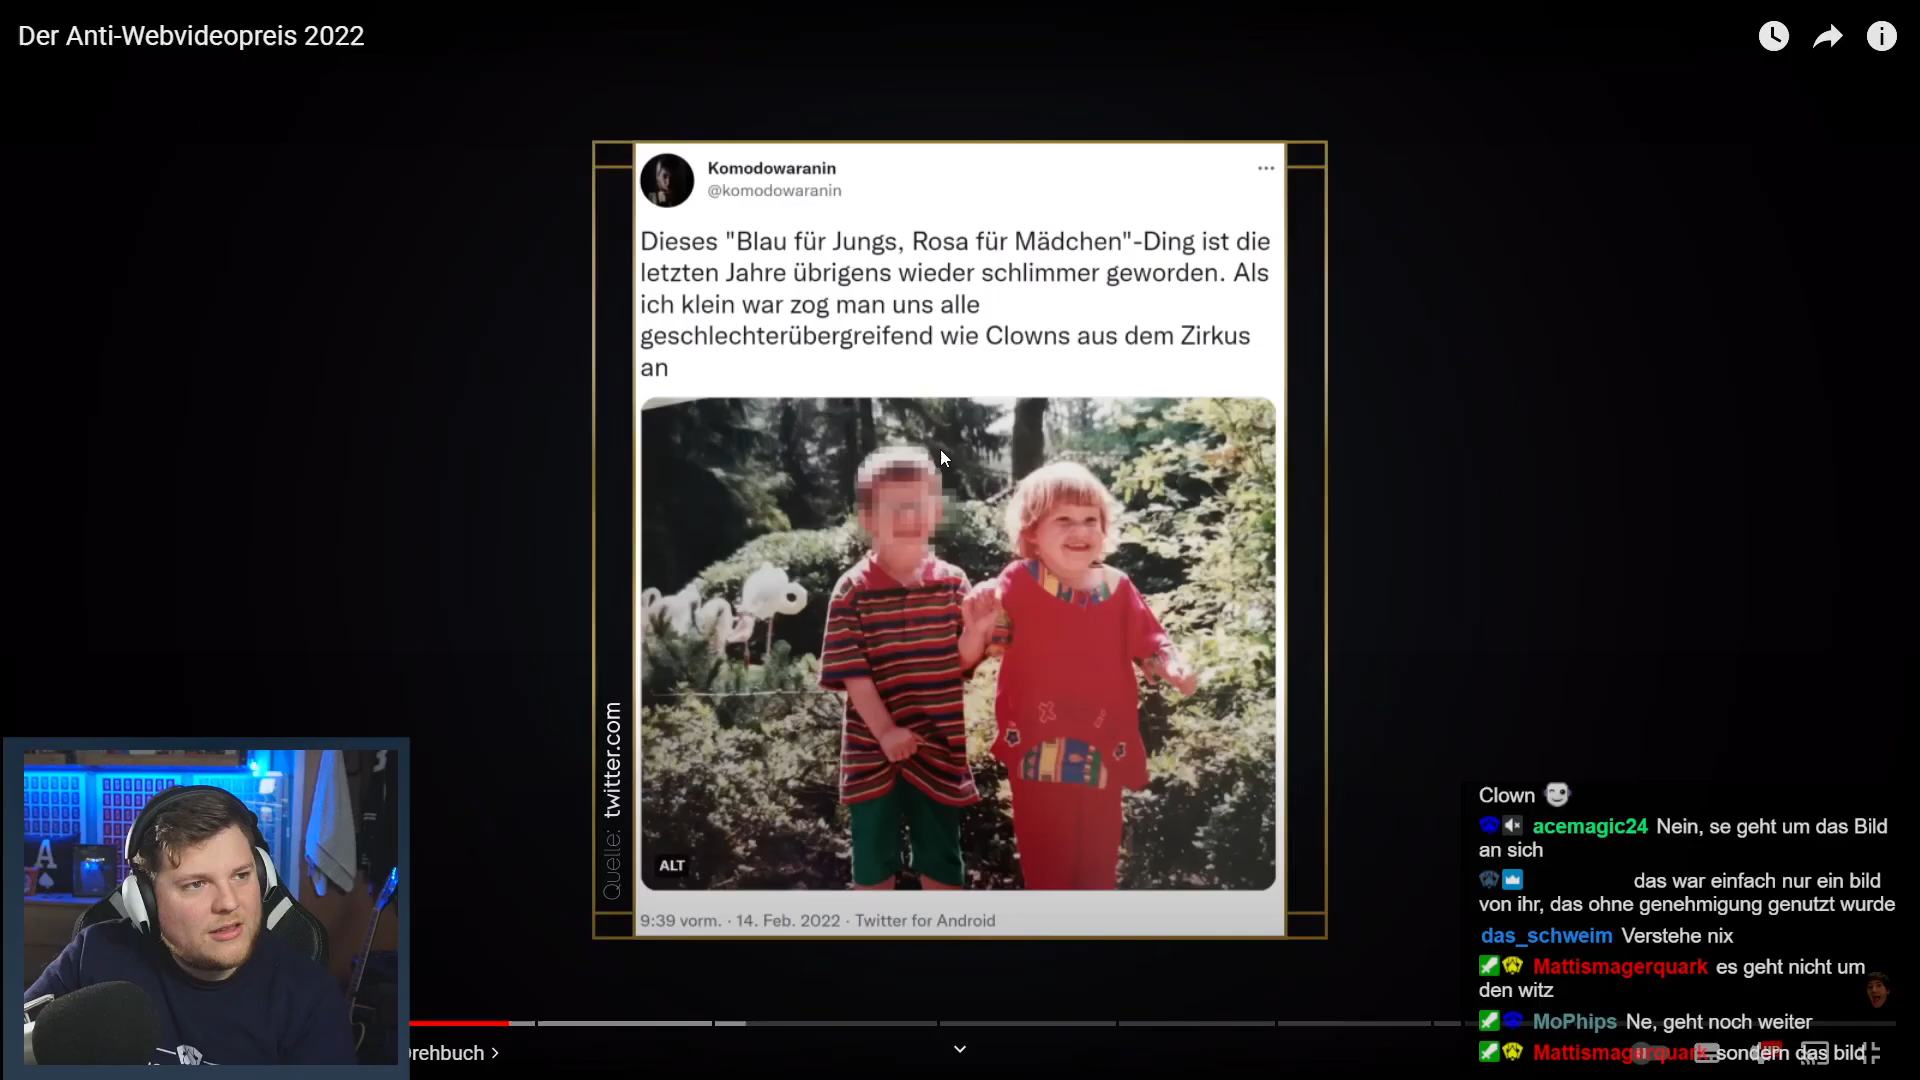 Der Anti-Webvideopreis 2022
Komodowaranin
@komodowaranin
Dieses "Blau für Jungs, Rosa für Mädchen"-Ding ist die
letzten Jahre übrigens wieder schlimmer geworden. Als
ich klein war zog man uns alle
geschlechterübergreifend wie Clowns aus dem Zirkus
an
ALT
9:39 vorm. · 14. Feb. 2022 · Twitter for Android
Quelle: twitter.com
A
Clown
acemagic24 Nein, se geht um das Bild
an sich
das war einfach nur ein bild
von ihr, das ohne genehmigung genutzt wurde
das_schweim Verstehe nix
Mattismagerquark es geht nicht um
den witz
MoPhips Ne, geht noch weiter
Mattismagerquark sondern das bild
rehbuch